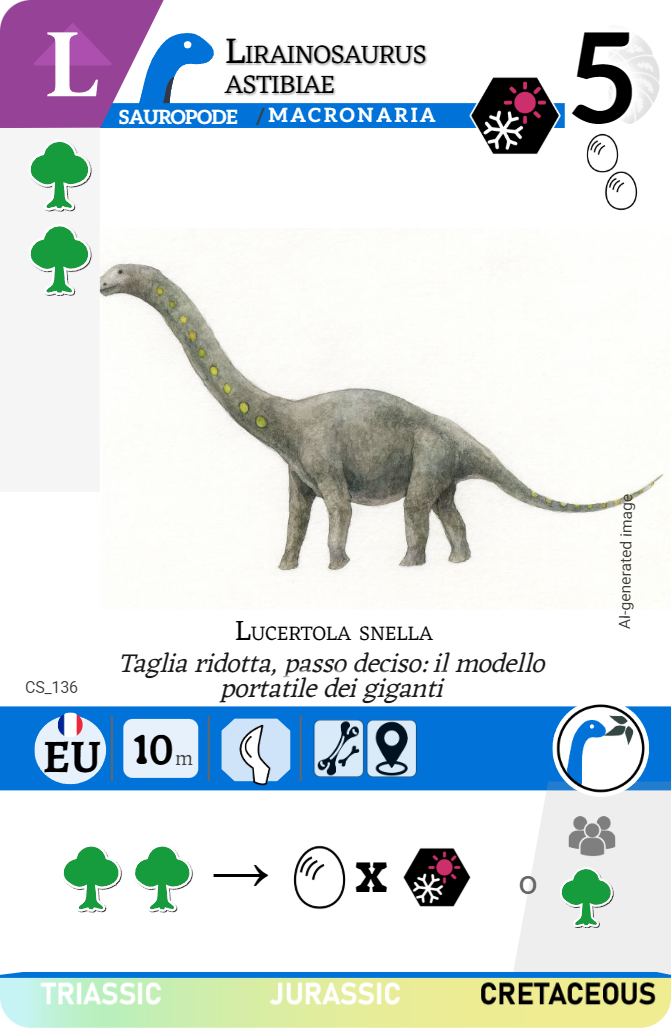 L
LIRAINOSAURUS
ASTIBIAE
5
SAUROPODE / MACRONARIA
AI-generated image
LUCERTOLA SNELLA
Taglia ridotta, passo deciso: il modello
portatile dei giganti
CS_136
EU
10 m
x
o
TRIASSIC JURASSIC CRETACEOUS